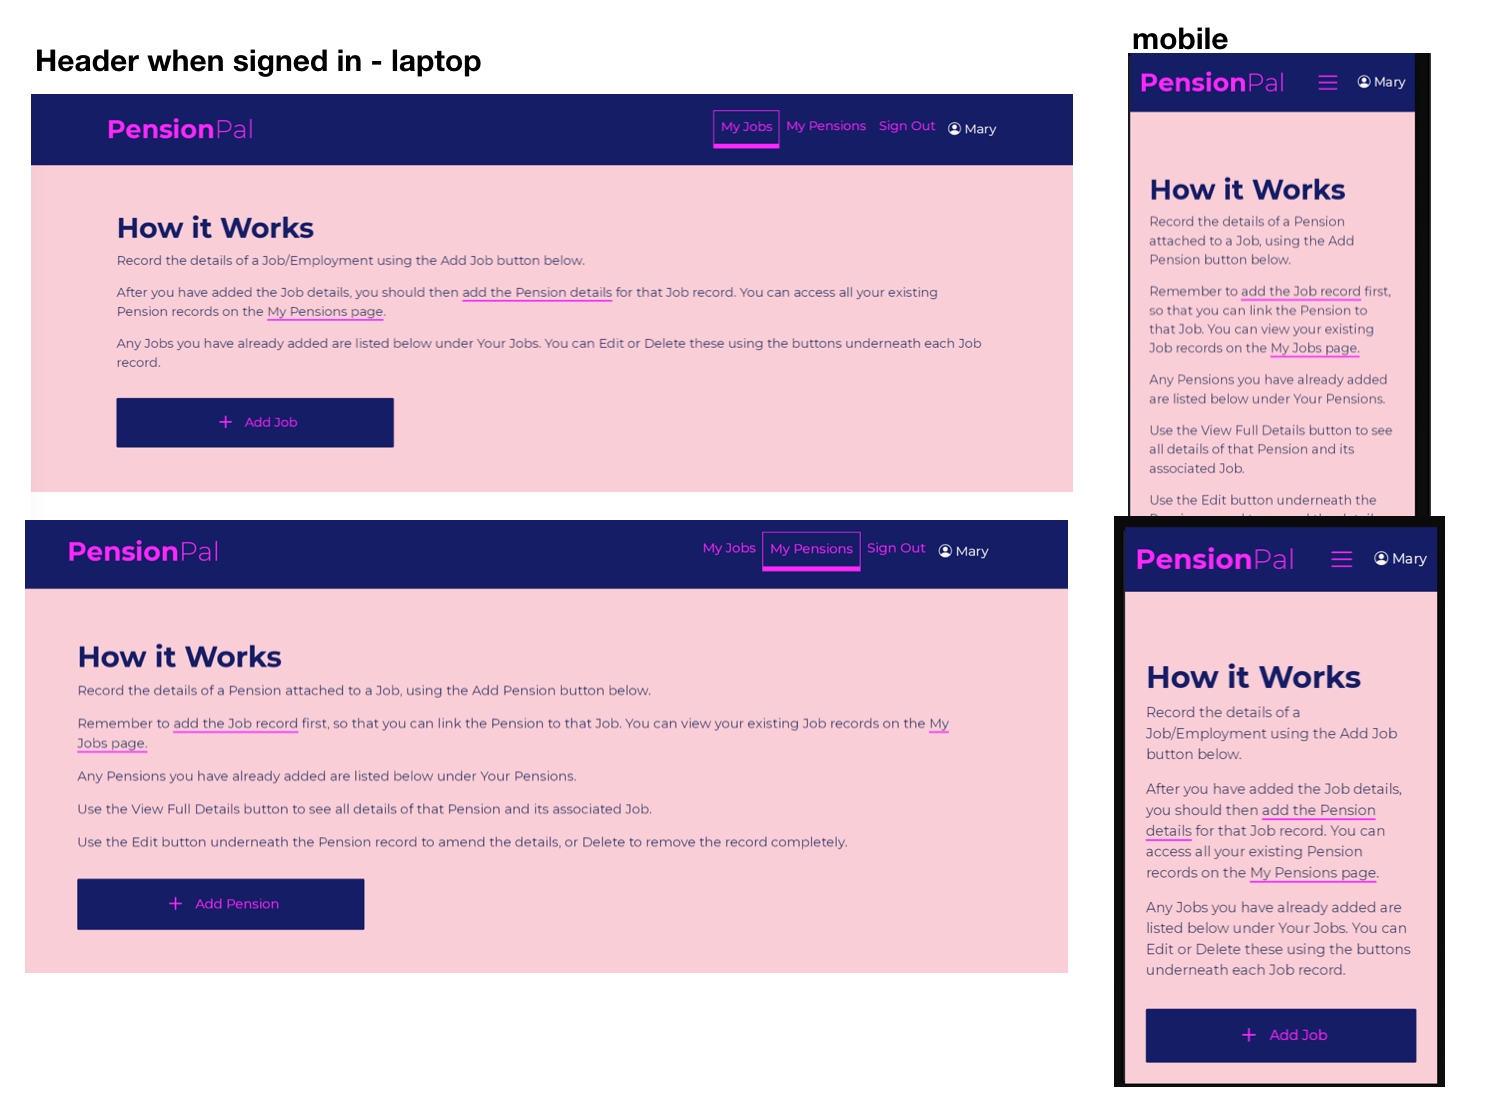 Header when signed in - laptop
PensionPal
My Jobs My Pensions Sign Out Mary
How it Works
Record the details of a Job/Employment using the Add Job button below.
After you have added the Job details, you should then add the Pension details for that Job record. You can access all your existing
Pension records on the My Pensions page.
Any Jobs you have already added are listed below under Your Jobs. You can Edit or Delete these using the buttons underneath each Job
record.
+ Add Job
PensionPal
My Jobs My Pensions Sign Out Mary
How it Works
Record the details of a Pension attached to a Job, using the Add Pension button below.
Remember to add the Job record first, so that you can link the Pension to that Job. You can view your existing Job records on the My
Jobs page.
Any Pensions you have already added are listed below under Your Pensions.
Use the View Full Details button to see all details of that Pension and its associated Job.
Use the Edit button underneath the Pension record to amend the details, or Delete to remove the record completely.
+ Add Pension
mobile
PensionPal Mary
How it Works
Record the details of a Pension
attached to a Job, using the Add
Pension button below.
Remember to add the Job record first,
so that you can link the Pension to
that Job. You can view your existing
Job records on the My Jobs page.
Any Pensions you have already added
are listed below under Your Pensions.
Use the View Full Details button to see
all details of that Pension and its
associated Job.
Use the Edit button underneath the
PensionPal Mary
How it Works
Record the details of a
Job/Employment using the Add Job
button below.
After you have added the Job details,
you should then add the Pension
details for that Job record. You can
access all your existing Pension
records on the My Pensions page.
Any Jobs you have already added are
listed below under Your Jobs. You can
Edit or Delete these using the buttons
underneath each Job record.
+ Add Job